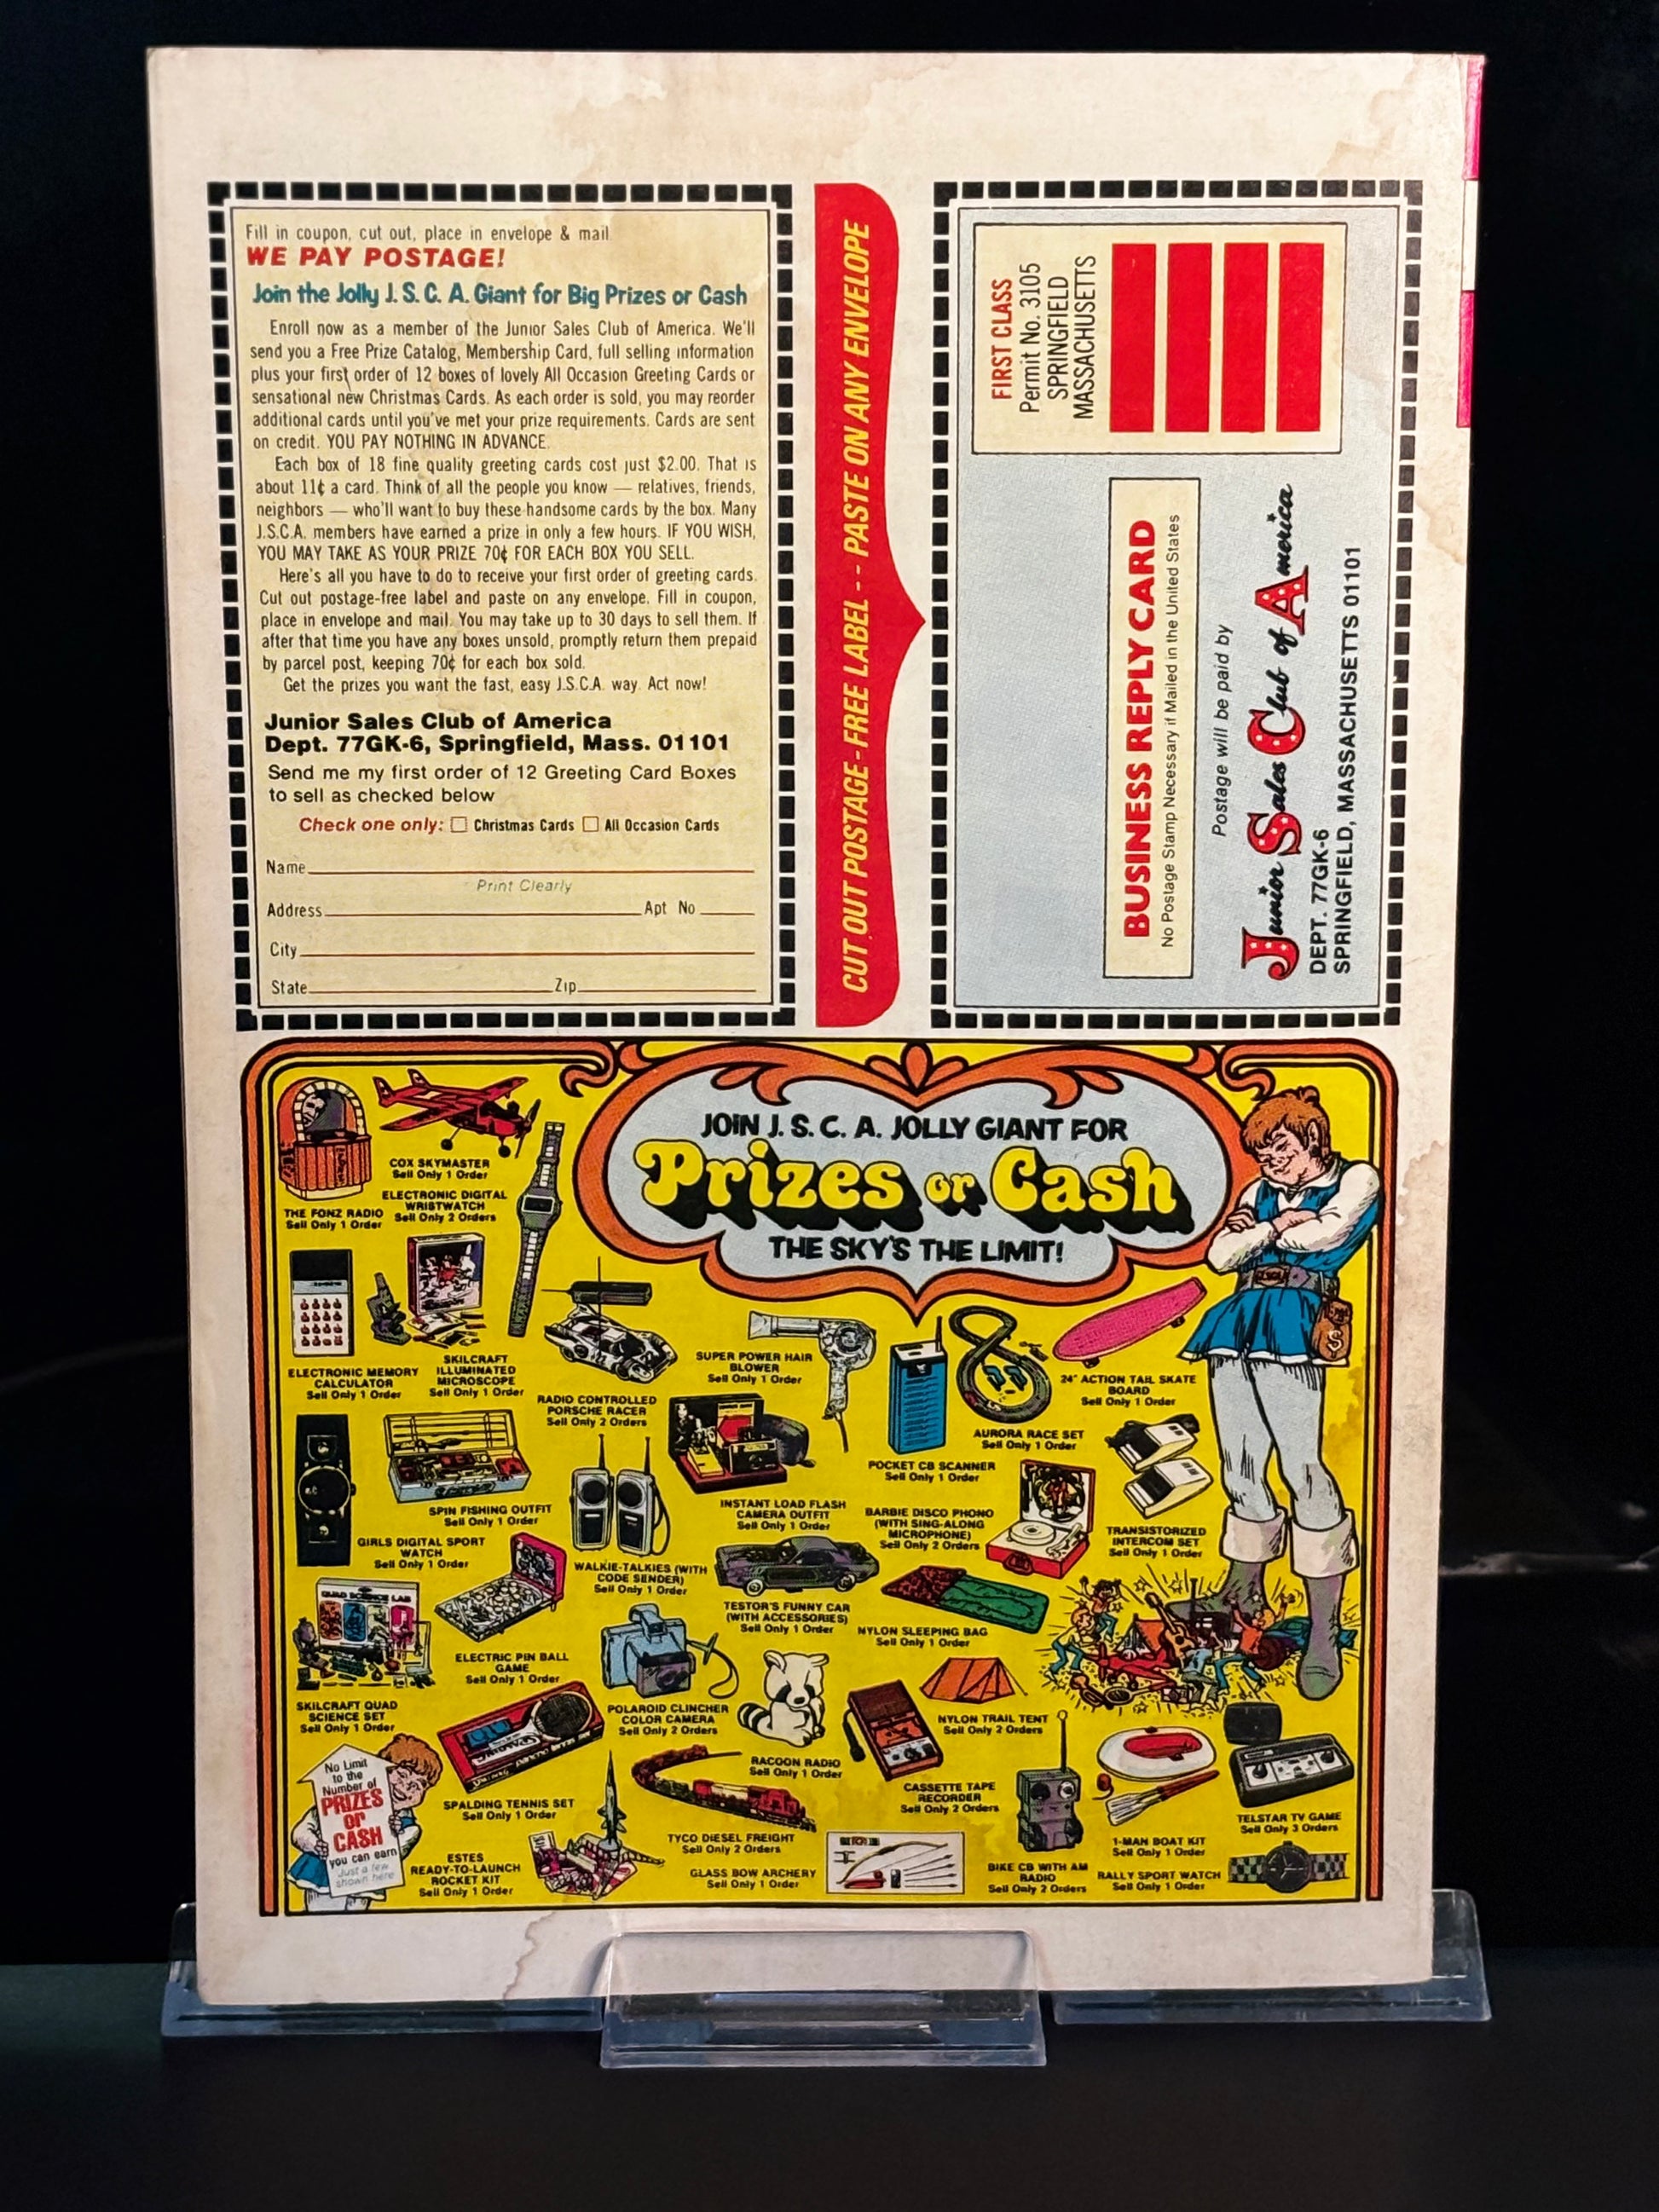 Fill in coupon, cut out, place in envelope & mail
WE PAY POSTAGE!
Join the Jolly J. S. C. A. Giant for Big Prizes or Cash
Enroll now as a member of the Junior Sales Club of America. We'll
send you a Free Prize Catalog, Membership Card, full selling information
plus your first order of 12 boxes of lovely All Occasion Greeting Cards or
sensational new Christmas Cards. As each order is sold, you may reorder
additional cards until you've met your prize requirements. Cards are sent
on credit. YOU PAY NOTHING IN ADVANCE.
Each box of 18 fine quality greeting cards cost just $2.00. That is
about 11¢ a card. Think of all the people you know — relatives, friends,
neighbors — who'll want to buy these handsome cards by the box. Many
J.S.C.A. members have earned a prize in only a few hours. IF YOU WISH,
YOU MAY TAKE AS YOUR PRIZE 70¢ FOR EACH BOX YOU SELL.
Here's all you have to do to receive your first order of greeting cards.
Cut out postage-free label and paste on any envelope. Fill in coupon,
place in envelope and mail. You may take up to 30 days to sell them. If
after that time you have any boxes unsold, promptly return them prepaid
by parcel post, keeping 70¢ for each box sold.
Get the prizes you want the fast, easy J.S.C.A. way. Act now!
Junior Sales Club of America
Dept. 77GK-6, Springfield, Mass. 01101
Send me my first order of 12 Greeting Card Boxes
to sell as checked below
Check one only: ☐ Christmas Cards ☐ All Occasion Cards
Name
Print Clearly
Address Apt No
City
State Zip
CUT OUT POSTAGE-FREE LABEL -- PASTE ON ANY ENVELOPE
FIRST CLASS
Permit No. 3105
SPRINGFIELD
MASSACHUSETTS
BUSINESS REPLY CARD
No Postage Stamp Necessary if Mailed in the United States
Postage will be paid by
Junior Sales Club of America
DEPT. 77GK-6
SPRINGFIELD, MASSACHUSETTS 01101
JOIN J. S. C. A. JOLLY GIANT FOR
Prizes or Cash
THE SKY'S THE LIMIT!
COX SKYMASTER
Sell Only 1 Order
THE FONZ RADIO
Sell Only 1 Order
ELECTRONIC DIGITAL
WRISTWATCH
Sell Only 2 Orders
ELECTRONIC MEMORY
CALCULATOR
Sell Only 1 Order
SKILCRAFT
ILLUMINATED
MICROSCOPE
Sell Only 1 Order
RADIO CONTROLLED
PORSCHE RACER
Sell Only 2 Orders
SUPER POWER HAIR
BLOWER
Sell Only 1 Order
24" ACTION TAIL SKATE
BOARD
Sell Only 1 Order
AURORA RACE SET
Sell Only 1 Order
POCKET CB SCANNER
Sell Only 1 Order
SPIN FISHING OUTFIT
Sell Only 1 Order
INSTANT LOAD FLASH
CAMERA OUTFIT
Sell Only 1 Order
BARBIE DISCO PHONO
(WITH SING-ALONG
MICROPHONE)
Sell Only 2 Orders
TRANSISTORIZED
INTERCOM SET
Sell Only 1 Order
GIRLS DIGITAL SPORT
WATCH
Sell Only 1 Order
WALKIE-TALKIES (WITH
CODE SENDER)
Sell Only 1 Order
TESTOR'S FUNNY CAR
(WITH ACCESSORIES)
Sell Only 1 Order
NYLON SLEEPING BAG
Sell Only 1 Order
QUAD SCIENCE LAB
SKILCRAFT QUAD
SCIENCE SET
Sell Only 1 Order
ELECTRIC PIN BALL
GAME
Sell Only 1 Order
POLAROID CLINCHER
COLOR CAMERA
Sell Only 2 Orders
NYLON TRAIL TENT
Sell Only 2 Orders
RACOON RADIO
Sell Only 1 Order
CASSETTE TAPE
RECORDER
Sell Only 2 Orders
SPALDING
SPALDING TENNIS SET
Sell Only 1 Order
TELSTAR TV GAME
Sell Only 3 Orders
No Limit
to the
Number of
PRIZES
or
CASH
you can earn
Just a few
shown here
ESTES
READY-TO-LAUNCH
ROCKET KIT
Sell Only 1 Order
TYCO DIESEL FREIGHT
Sell Only 2 Orders
GLASS BOW ARCHERY
Sell Only 1 Order
BIKE CB WITH AM
RADIO
Sell Only 2 Orders
1-MAN BOAT KIT
Sell Only 1 Order
RALLY SPORT WATCH
Sell Only 1 Order